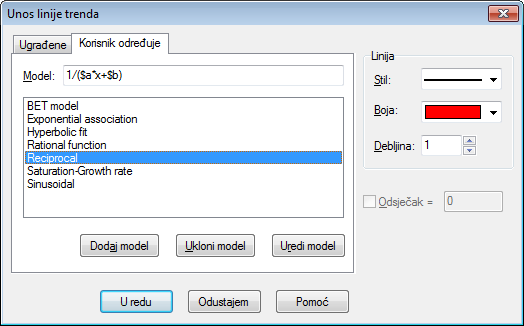 Unos linije trenda
Ugrađene
Korisnik određuje
Model: 1/($a*x+$b)
BET model
Exponential association
Hyperbolic fit
Rational function
Reciprocal
Saturation-Growth rate
Sinusoidal
Dodaj model
Ukloni model
Uredi model
Linija
Stil:
Boja:
Debljina: 1
Odsječak = 0
U redu
Odustajem
Pomoć